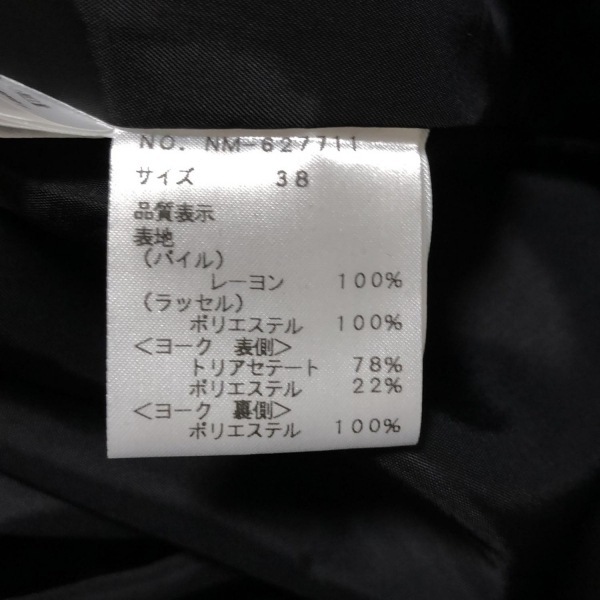 NO. NM-627711
サイズ 38
品質表示
表地
(パイル)
レーヨン 100%
(ラッセル)
ポリエステル 100%
<ヨーク 表側>
トリアセテート 78%
ポリエステル 22%
<ヨーク 裏側>
ポリエステル 100%